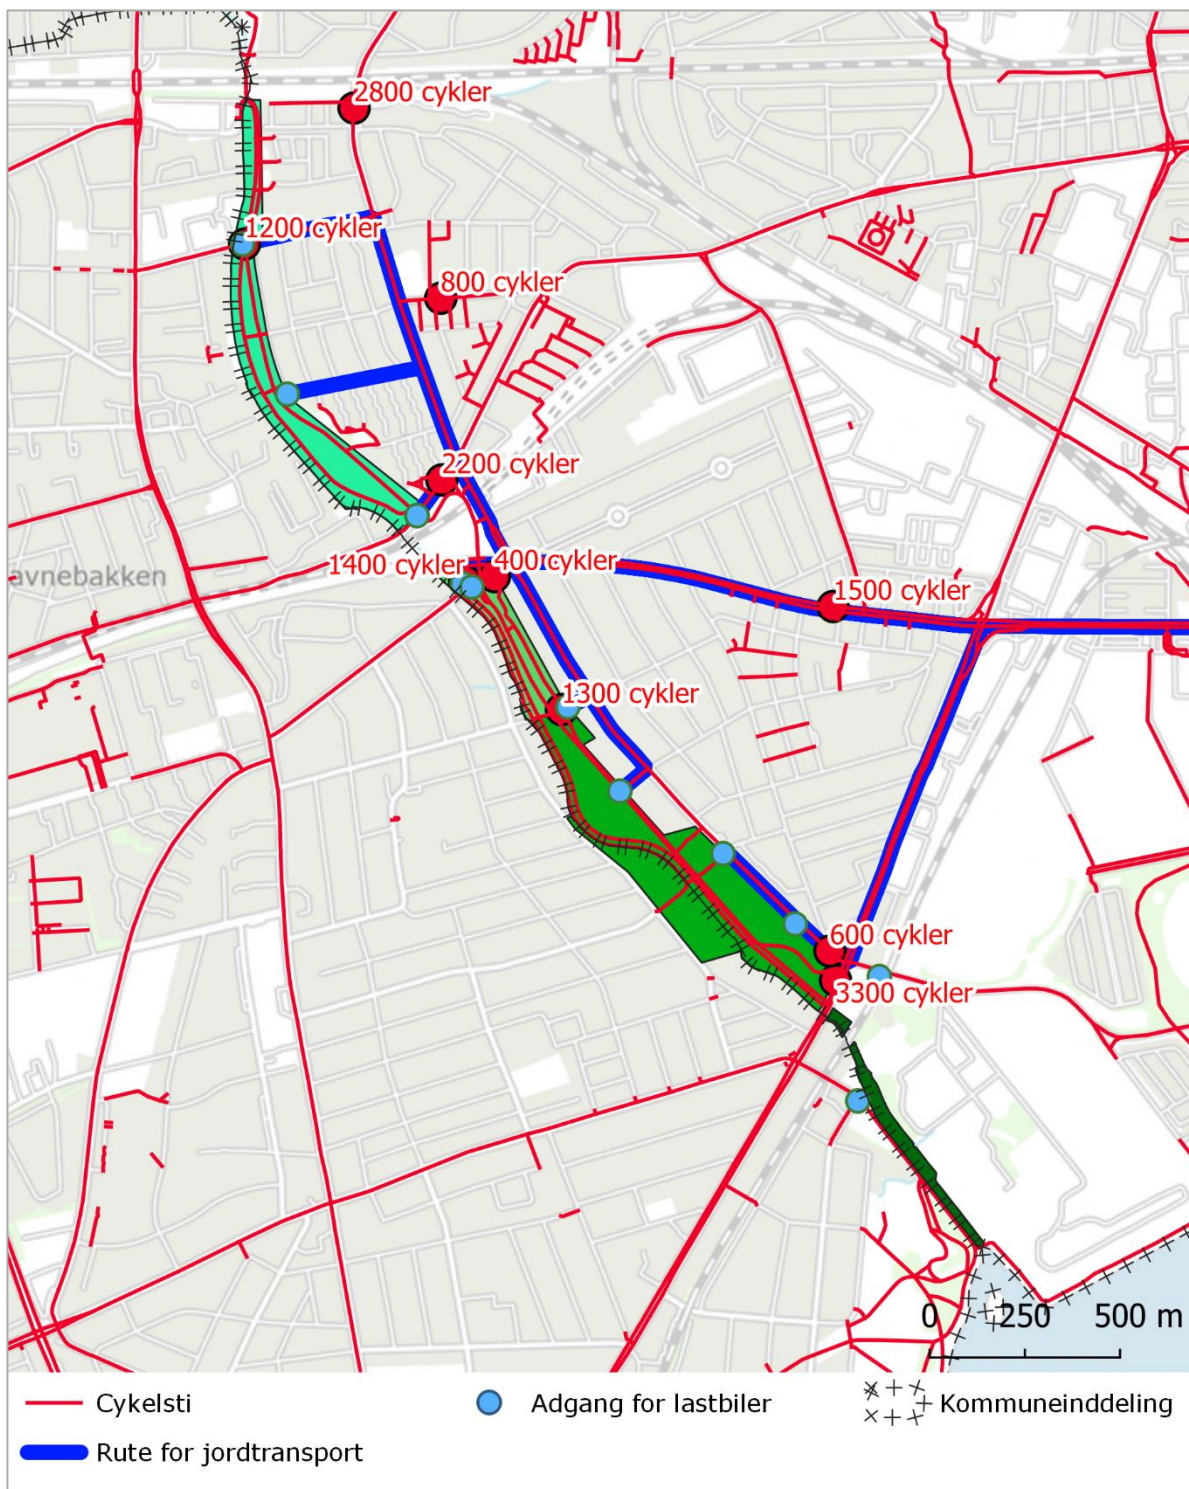 2800 cykler
1200 cykler
800 cykler
2200 cykler
1400 cykler
400 cykler
avnebakken
1500 cykler
1300 cykler
600 cykler
3300 cykler
0 250 500 m
Cykelsti
Adgang for lastbiler
Kommuneinddeling
Rute for jordtransport